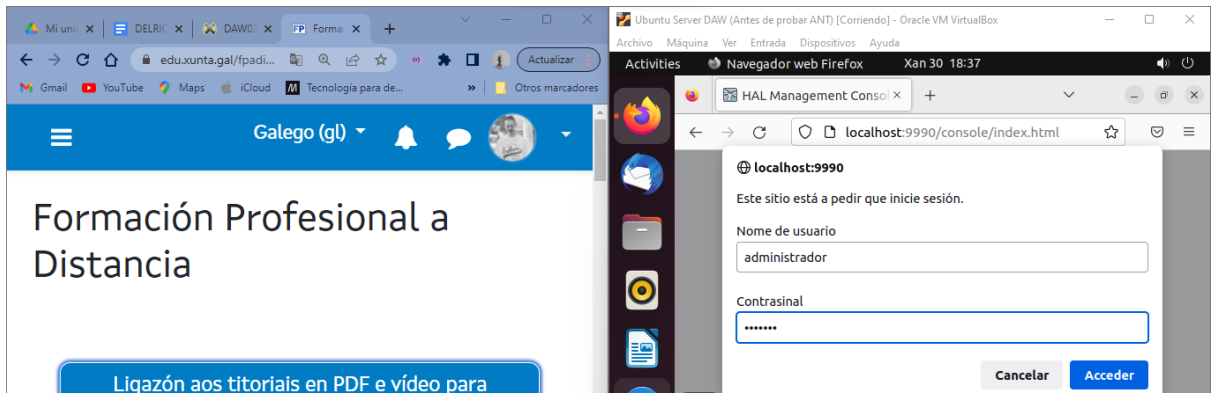 Mi unic
DELRIC
DAW03
Forma
Actualizar
edu.xunta.gal/fpadi...
Gmail
YouTube
Maps
iCloud
Tecnología para de...
»
Otros marcadores
Galego (gl)
Formación Profesional a
Distancia
Ligazón aos titoriais en PDF e vídeo para
Ubuntu Server DAW (Antes de probar ANT) [Corriendo] - Oracle VM VirtualBox
Archivo Máquina Ver Entrada Dispositivos Ayuda
Activities Navegador web Firefox Xan 30 18:37
HAL Management Consol
localhost:9990/console/index.html
localhost:9990
Este sitio está a pedir que inicie sesión.
Nome de usuario
administrador
Contrasinal
•••••••
Cancelar Acceder